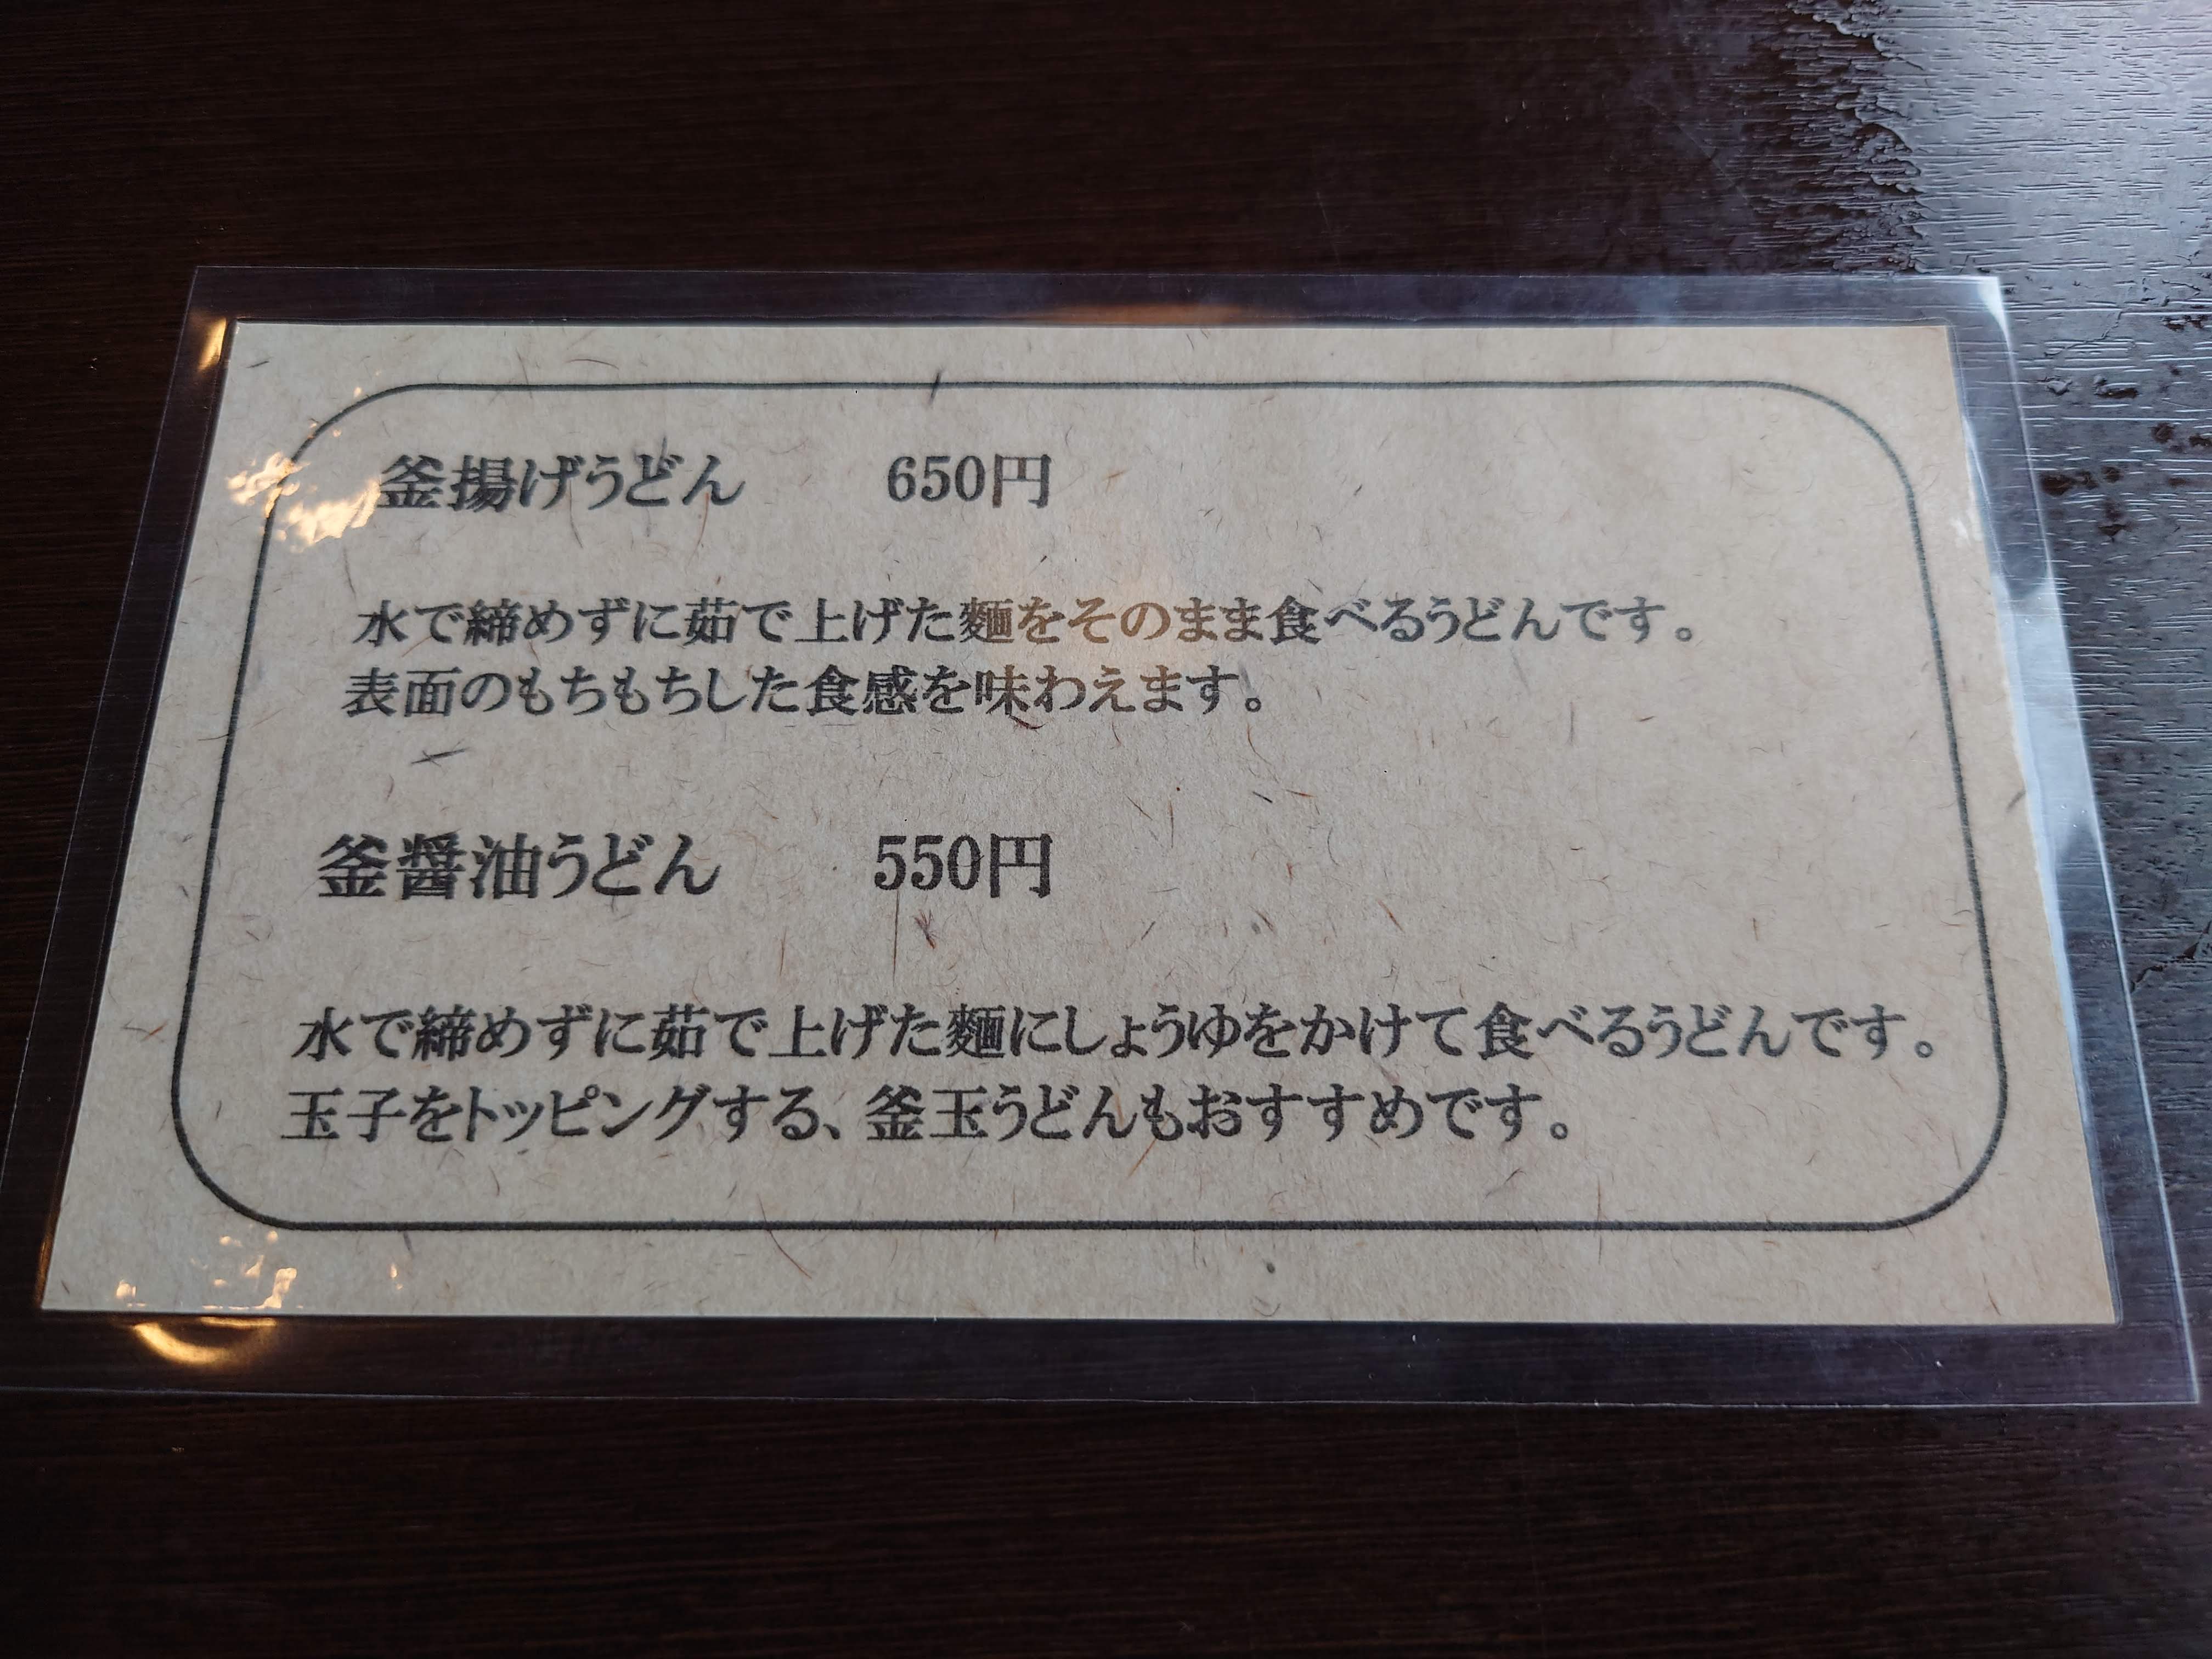 釜揚げうどん 650円
水で締めずに茹で上げた麵をそのまま食べるうどんです。
表面のもちもちした食感を味わえます。
釜醤油うどん 550円
水で締めずに茹で上げた麵にしょうゆをかけて食べるうどんです。
玉子をトッピングする、釜玉うどんもおすすめです。